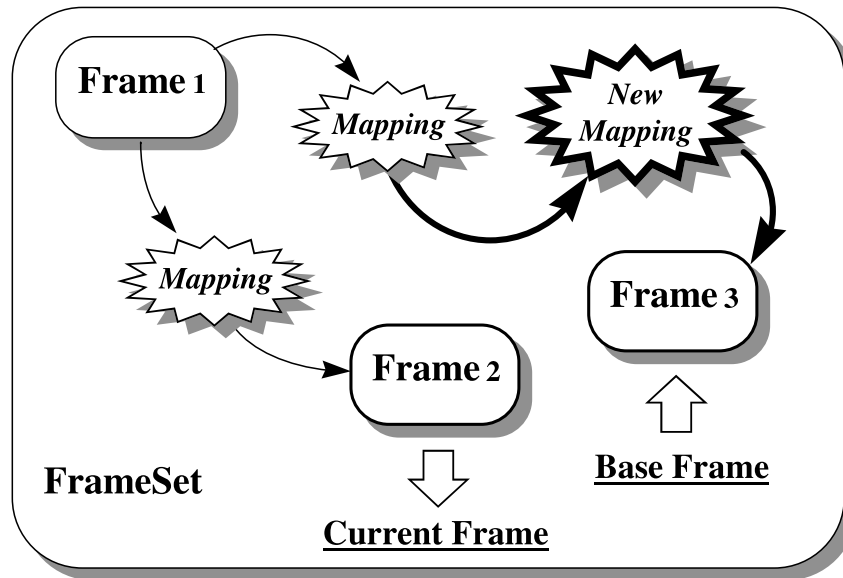 Frame 1
Mapping
New
Mapping
Mapping
Frame 3
Frame 2
Base Frame
FrameSet
Current Frame